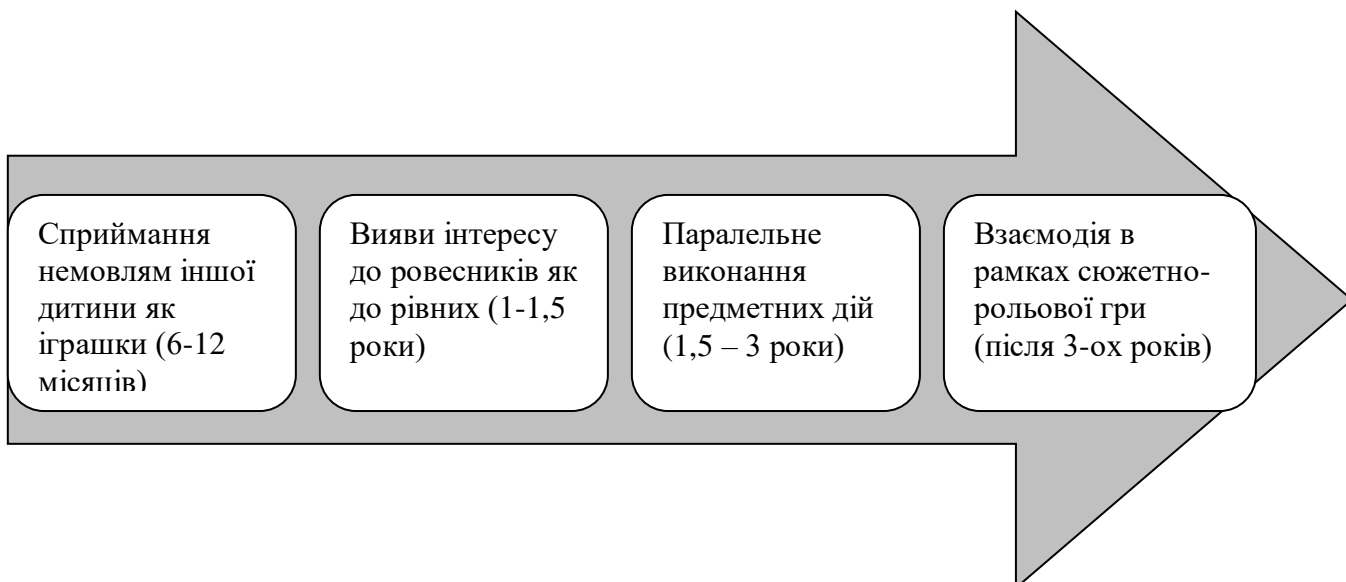 Сприймання
немовлям іншої
дитини як
іграшки (6-12
місяців)
Вияви інтересу
до ровесників як
до рівних (1-1,5
роки)
Паралельне
виконання
предметних дій
(1,5 – 3 роки)
Взаємодія в
рамках сюжетно-
рольової гри
(після 3-ох років)